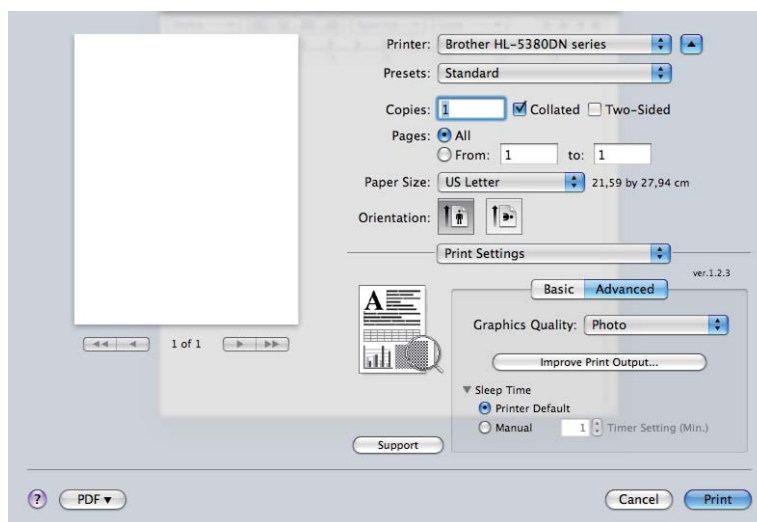 Printer: Brother HL-5380DN series
Presets: Standard
Copies: 1 Collated Two-Sided
Pages: All
From: 1 to: 1
Paper Size: US Letter 21,59 by 27,94 cm
Orientation:
Print Settings
ver.1.2.3
Basic Advanced
A
Graphics Quality: Photo
1 of 1
Improve Print Output...
Sleep Time
Printer Default
Manual 1 Timer Setting (Min.)
Support
? PDF▼ Cancel Print